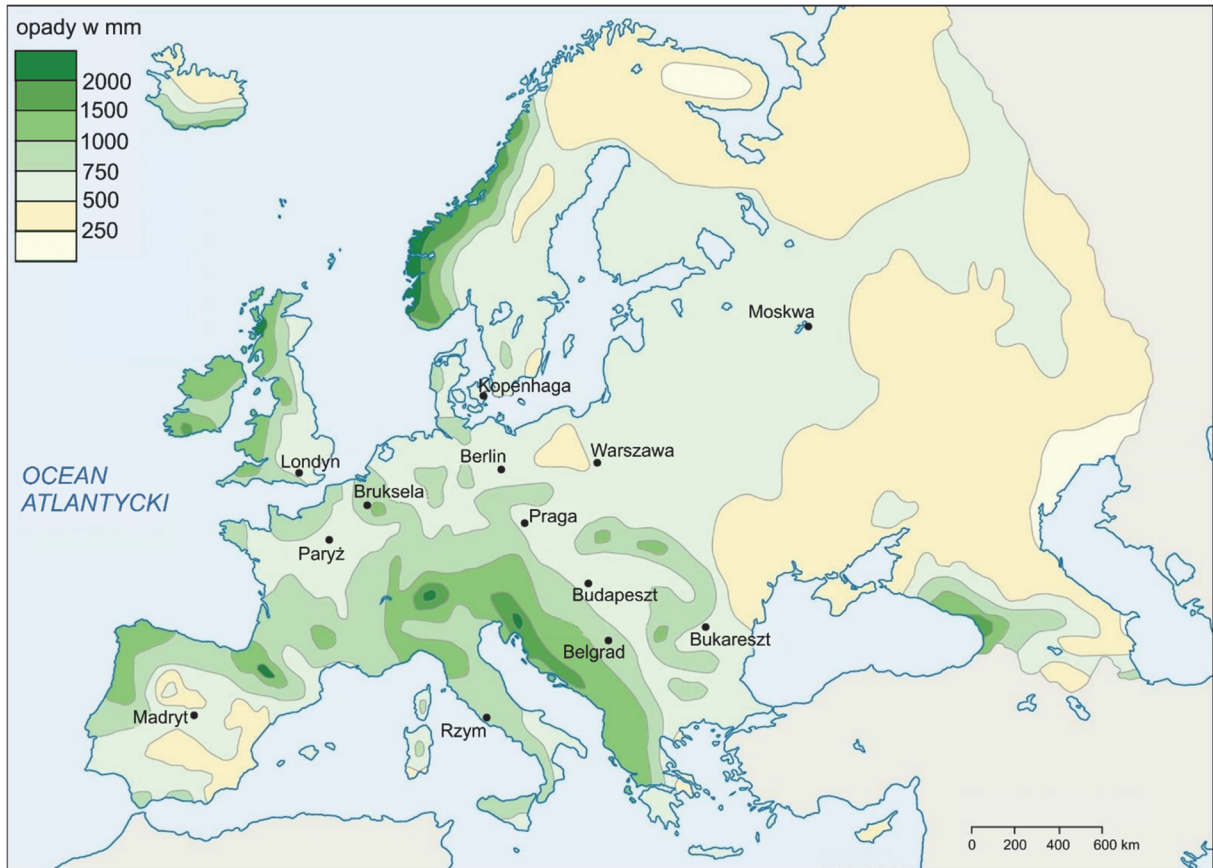 opady w mm
2000
1500
1000
750
500
250
Moskwa
Kopenhaga
Warszawa
Berlin
Londyn
OCEAN
ATLANTYCKI
Bruksela
Praga
Paryż
Budapeszt
Bukareszt
Belgrad
Madryt
Rzym
0 200 400 600 km